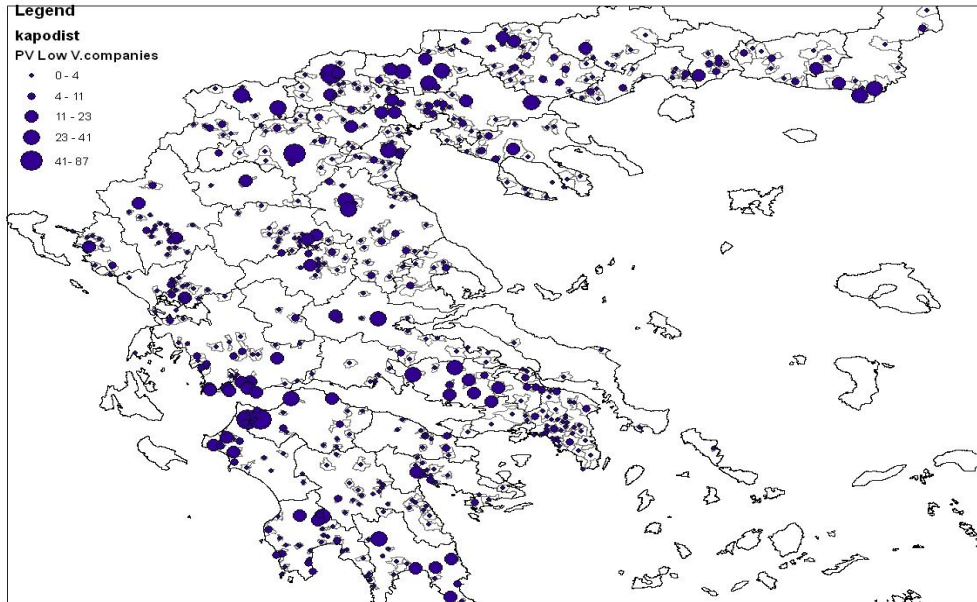 Legend
kapodist
PV Low V.companies
0 - 4
4 - 11
11 - 23
23 - 41
41- 87